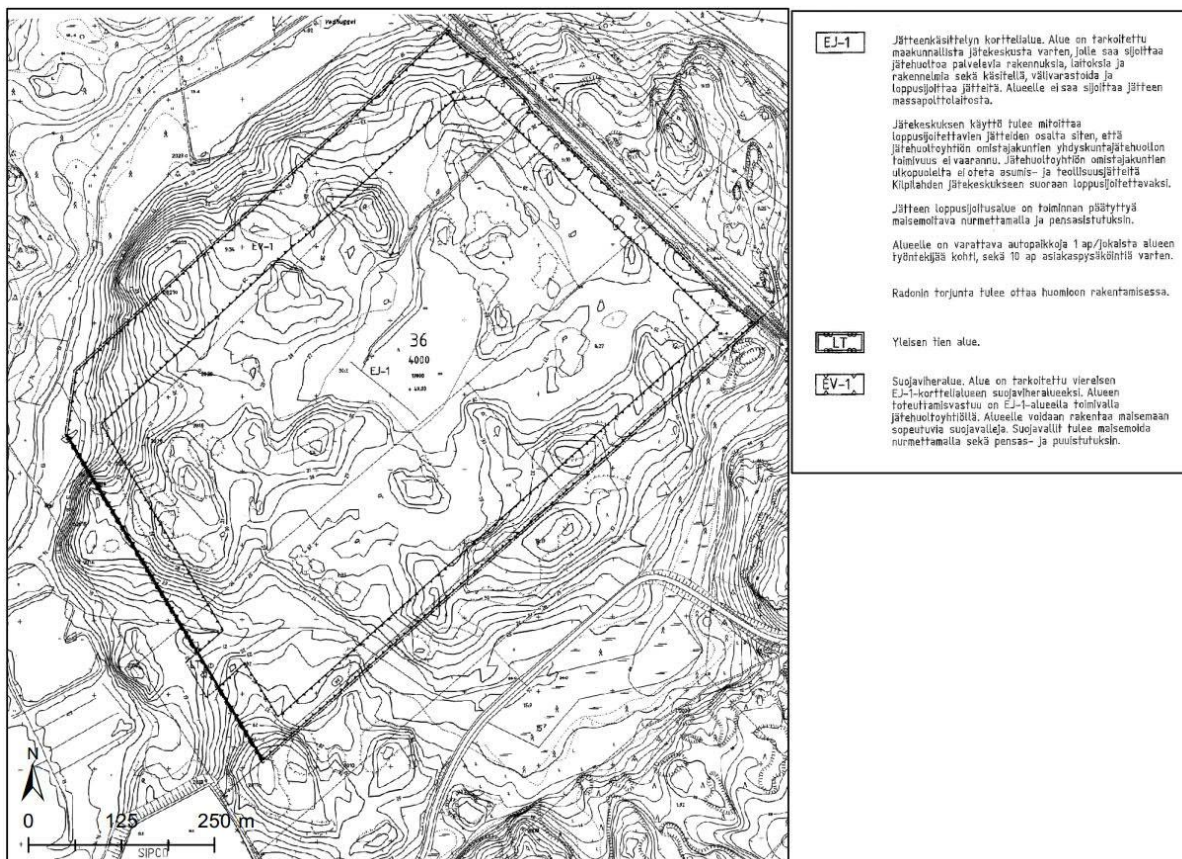 EV-1
36
4000
EJ-1
N
0 125 250 m
SIPCO
EJ-1
Jätteenkäsittelyn korttelialue. Alue on tarkoitettu
maakunnallista jätekeskusta varten, jolle saa sijoittaa
jätehuoltoa palvelevia rakennuksia, laitoksia ja
rakennelmia sekä käsitellä, välivarastoida ja
loppusijoittaa jätteitä. Alueelle ei saa sijoittaa jätteen
massapolttolaitosta.
Jätekeskuksen käyttö tulee mitoittaa
loppusijoitettavien jätteiden osalta siten, että
jätehuoltoyhtiön omistajakuntien yhdyskuntajätehuollon
toimivuus ei vaarannu. Jätehuoltoyhtiön omistajakuntien
ulkopuolelta ei oteta asumis- ja teollisuusjätteitä
Kilpilahden jätekeskukseen suoraan loppusijoitettavaksi.
Jätteen loppusijoitusalue on toiminnan päätyttyä
maisemoitava nurmettamalla ja pensasistutuksin.
Alueelle on varattava autopaikkoja 1 ap/jokaista alueen
työntekijää kohti, sekä 10 ap asiakaspysäköintiä varten.
Radonin torjunta tulee ottaa huomioon rakentamisessa.
LT
Yleisen tien alue.
EV-1
Suojaviheralue. Alue on tarkoitettu viereisen
EJ-1-korttelialueen suojaviheralueeksi. Alueen
toteuttamisvastuu on EJ-1-alueella toimivalla
jätehuoltoyhtiöllä. Alueelle voidaan rakentaa maisemaan
sopeutuvia suojavalleja. Suojavallit tulee maisemoida
nurmettamalla sekä pensas- ja puuistutuksin.